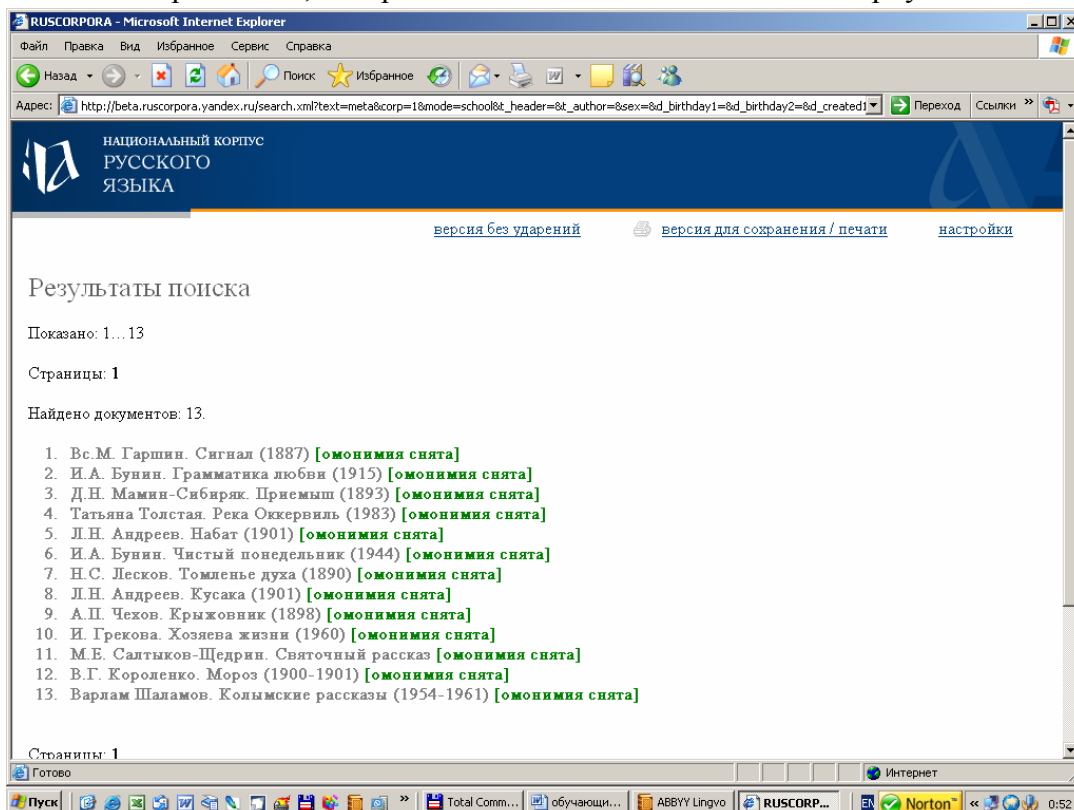 RUSCORPORA - Microsoft Internet Explorer
Файл Правка Вид Избранное Сервис Справка
Назад Поиск Избранное
Адрес: http://beta.ruscorpora.yandex.ru/search.xml?text=meta&corp=1&mode=school&t_header=&t_author=&sex=&d_birthday1=&d_birthday2=&d_created1 Переход Ссылки »
НАЦИОНАЛЬНЫЙ КОРПУС
РУССКОГО
ЯЗЫКА
версия без ударений версия для сохранения / печати настройки
Результаты поиска
Показано: 1…13
Страницы: 1
Найдено документов: 13.
1. Вс.М. Гаршин. Сигнал (1887) [омонимия снята]
2. И.А. Бунин. Грамматика любви (1915) [омонимия снята]
3. Д.Н. Мамин-Сибиряк. Приемыш (1893) [омонимия снята]
4. Татьяна Толстая. Река Оккервиль (1983) [омонимия снята]
5. Л.Н. Андреев. Набат (1901) [омонимия снята]
6. И.А. Бунин. Чистый понедельник (1944) [омонимия снята]
7. Н.С. Лесков. Томленье духа (1890) [омонимия снята]
8. Л.Н. Андреев. Кусака (1901) [омонимия снята]
9. А.П. Чехов. Крыжовник (1898) [омонимия снята]
10. И. Грекова. Хозяева жизни (1960) [омонимия снята]
11. М.Е. Салтыков-Щедрин. Святочный рассказ [омонимия снята]
12. В.Г. Короленко. Мороз (1900-1901) [омонимия снята]
13. Варлам Шаламов. Колымские рассказы (1954-1961) [омонимия снята]
Страницы: 1
Готово Интернет
Пуск » Total Comm... обучающи... ABBYY Lingvo RUSCORP... EN Norton « 0:52